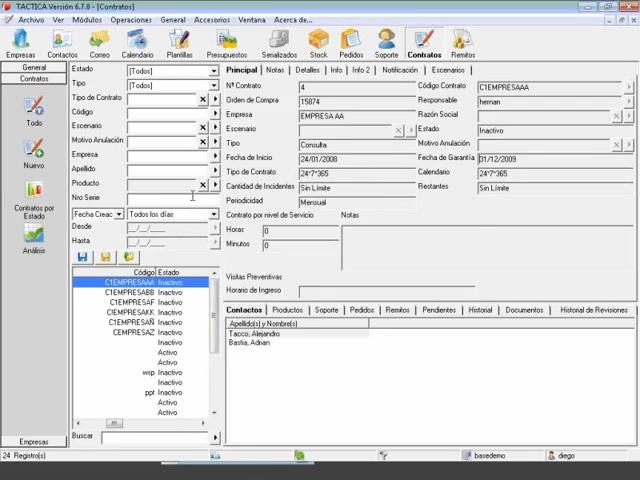 TACTICA Versión 6.7.0 - [Contratos]
Archivo Ver Módulos Operaciones General Accesorios Ventana Acerca de...
Empresas Contactos Correo Calendario Plantillas Presupuestos Serializados Stock Pedidos Soporte Contratos Remitos
General
Contratos
Todo
Nuevo
Contratos por Estado
Análisis
Empresas
Estado [Todos]
Tipo [Todos]
Tipo de Contrato
Código
Escenario
Motivo Anulación
Empresa
Apellido
Producto
Nro Serie
Fecha Creac Todos los días
Desde __/__/____
Hasta __/__/____
Código Estado
C1EMPRESAAA Inactivo
C1EMPRESABB Inactivo
C1EMPRESAF Inactivo
CIEMPRESAKK Inactivo
C1EMPRESAÑ Inactivo
CEMPRESAZ Inactivo
Inactivo
Activo
Activo
wsp Inactivo
Inactivo
ppt Inactivo
Activo
Activo
Buscar
Principal Notas Detalles Info Info 2 Notificación Escenarios
Nº Contrato 4 Código Contrato C1EMPRESAAA
Orden de Compra 15874 Responsable hernan
Empresa EMPRESA AA Razón Social
Escenario Estado Inactivo
Tipo Consulta Motivo Anulación
Fecha de Inicio 24/01/2008 Fecha de Garantía 31/12/2009
Tipo de Contrato 24*7*365 Calendario 24*7*365
Cantidad de Incidentes Sin Límite Restantes Sin Límite
Periodicidad Mensual
Contrato por nivel de Servicio Notas
Horas 0
Minutos 0
Visitas Preventivas
Horario de Ingreso
Contactos Productos Soporte Pedidos Remitos Pendientes Historial Documentos Historial de Revisiones
Apellido(s) y Nombre(s)
Tacco, Alejandro
Bastia, Adrian
24 Registro(s) basedemo diego